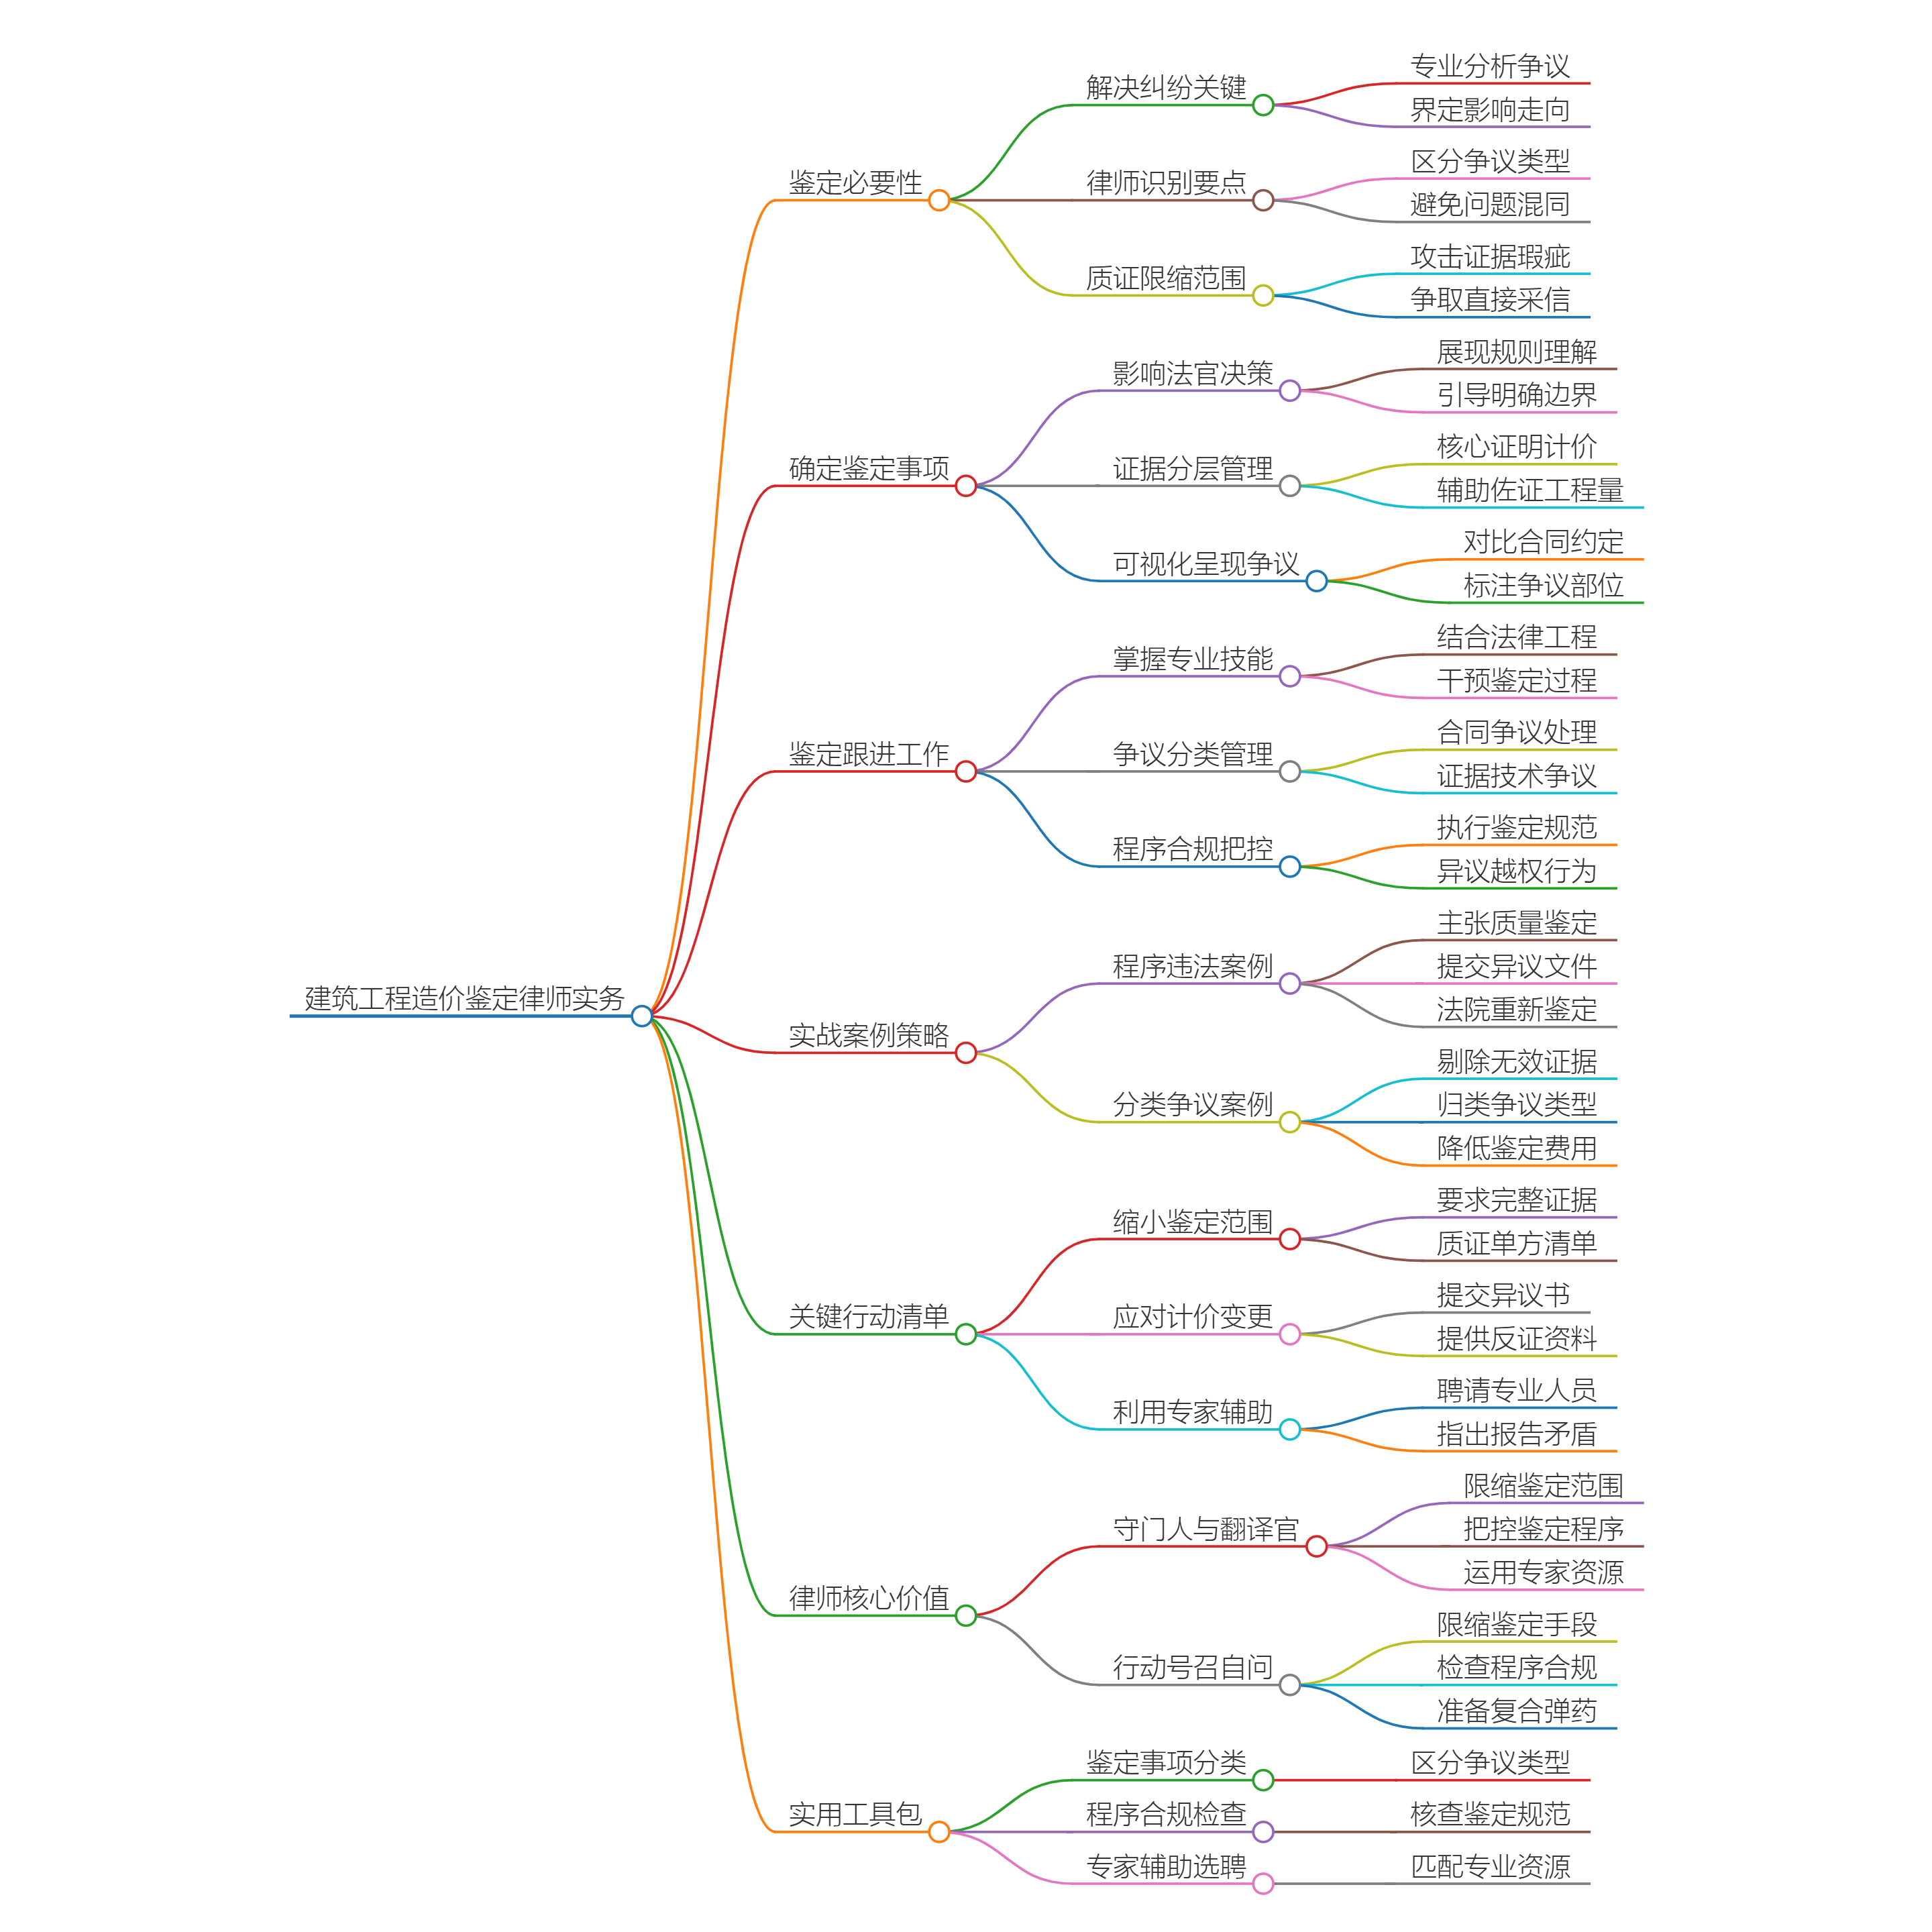 建筑工程造价鉴定律师实务
鉴定必要性
解决纠纷关键
专业分析争议
界定影响走向
律师识别要点
区分争议类型
避免问题混同
质证限缩范围
攻击证据瑕疵
争取直接采信
确定鉴定事项
影响法官决策
展现规则理解
引导明确边界
证据分层管理
核心证明计价
辅助佐证工程量
可视化呈现争议
对比合同约定
标注争议部位
鉴定跟进工作
掌握专业技能
结合法律工程
干预鉴定过程
争议分类管理
合同争议处理
证据技术争议
程序合规把控
执行鉴定规范
异议越权行为
实战案例策略
程序违法案例
主张质量鉴定
提交异议文件
法院重新鉴定
分类争议案例
剔除无效证据
归类争议类型
降低鉴定费用
关键行动清单
缩小鉴定范围
要求完整证据
质证单方清单
应对计价变更
提交异议书
提供反证资料
利用专家辅助
聘请专业人员
指出报告矛盾
律师核心价值
守门人与翻译官
限缩鉴定范围
把控鉴定程序
运用专家资源
行动号召自问
限缩鉴定手段
检查程序合规
准备复合弹药
实用工具包
鉴定事项分类
区分争议类型
程序合规检查
核查鉴定规范
专家辅助选聘
匹配专业资源